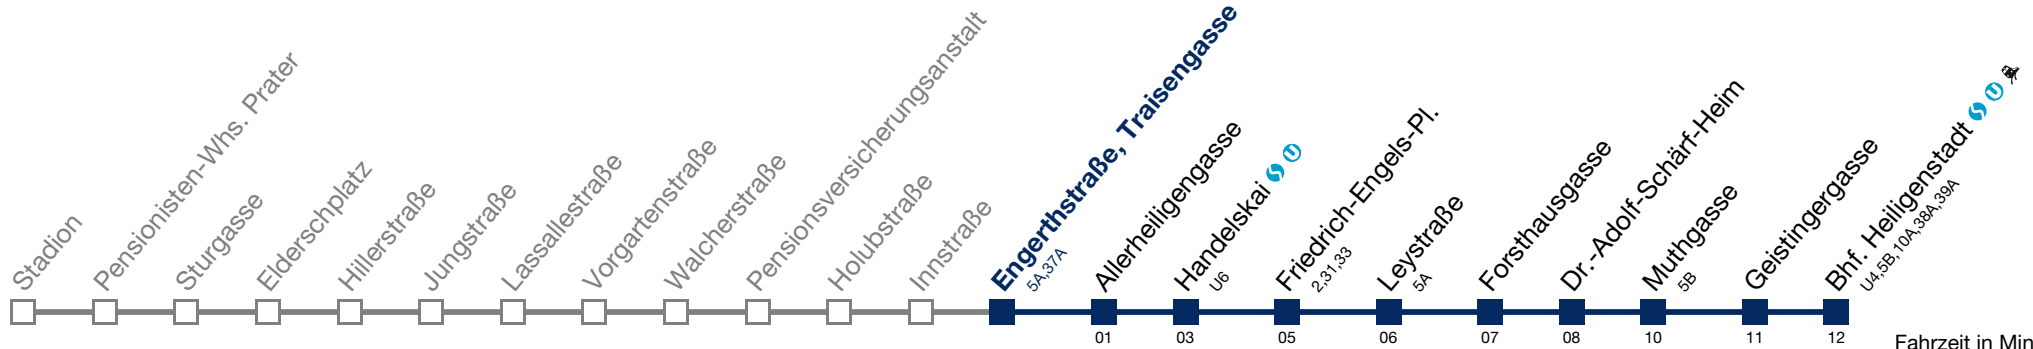 Stadion
Pensionisten-Whs. Prater
Sturgasse
Elderschplatz
Hillerstraße
Jungstraße
Lassallestraße
Vorgartenstraße
Walcherstraße
Pensionsversicherungsanstalt
Holubstraße
Innstraße
Engerthstraße, Traisengasse
5A,37A
Allerheiligengasse
01
Handelskai
U6
03
Friedrich-Engels-Pl.
2,31,33
05
Leystraße
5A
06
Forsthausgasse
07
Dr.-Adolf-Schärf-Heim
08
Muthgasse
5B
10
Geistingergasse
11
Bhf. Heiligenstadt
U4,5B,10A,38A,39A
12
Fahrzeit in Min